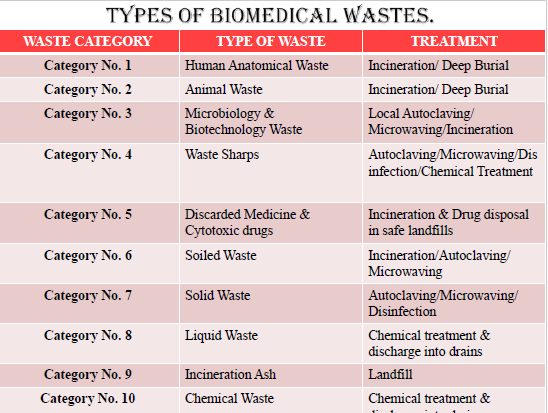 TYPES OF BIOMEDICAL WASTES.
WASTE CATEGORY TYPE OF WASTE TREATMENT
Category No. 1 Human Anatomical Waste Incineration/ Deep Burial
Category No. 2 Animal Waste Incineration/ Deep Burial
Category No. 3 Microbiology & Biotechnology Waste Local Autoclaving/ Microwaving/Incineration
Category No. 4 Waste Sharps Autoclaving/Microwaving/Dis infection/Chemical Treatment
Category No. 5 Discarded Medicine & Cytotoxic drugs Incineration & Drug disposal in safe landfills
Category No. 6 Soiled Waste Incineration/Autoclaving/ Microwaving
Category No. 7 Solid Waste Autoclaving/Microwaving/ Disinfection
Category No. 8 Liquid Waste Chemical treatment & discharge into drains
Category No. 9 Incineration Ash Landfill
Category No. 10 Chemical Waste Chemical treatment &